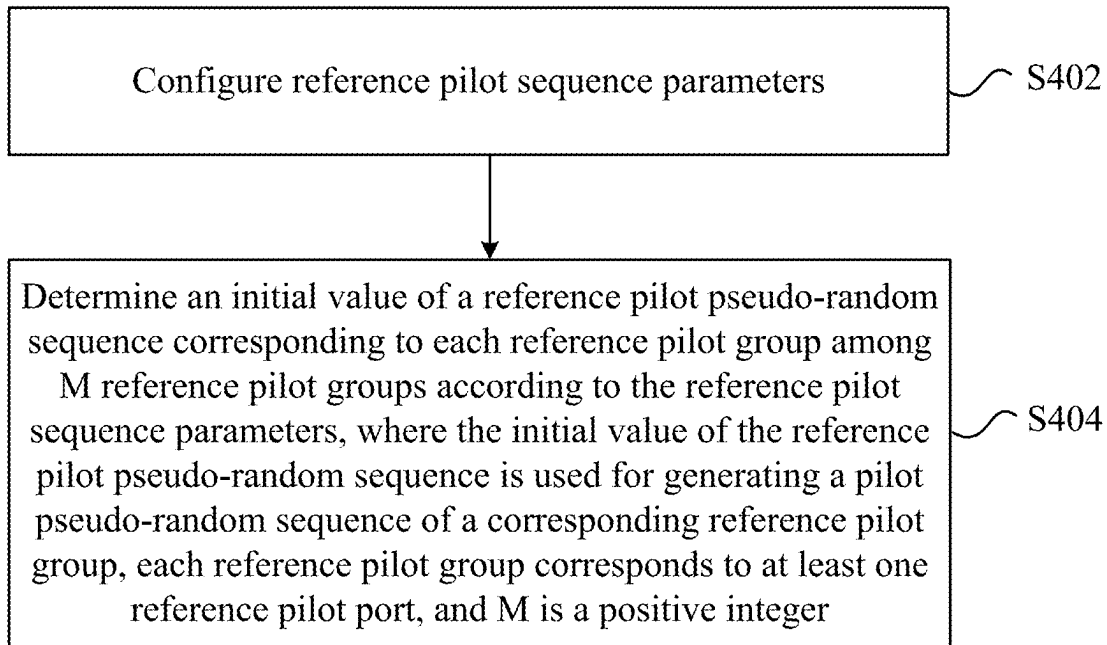 Configure reference pilot sequence parameters
S402
Determine an initial value of a reference pilot pseudo-random
sequence corresponding to each reference pilot group among
M reference pilot groups according to the reference pilot
sequence parameters, where the initial value of the reference
pilot pseudo-random sequence is used for generating a pilot
pseudo-random sequence of a corresponding reference pilot
group, each reference pilot group corresponds to at least one
reference pilot port, and M is a positive integer
S404